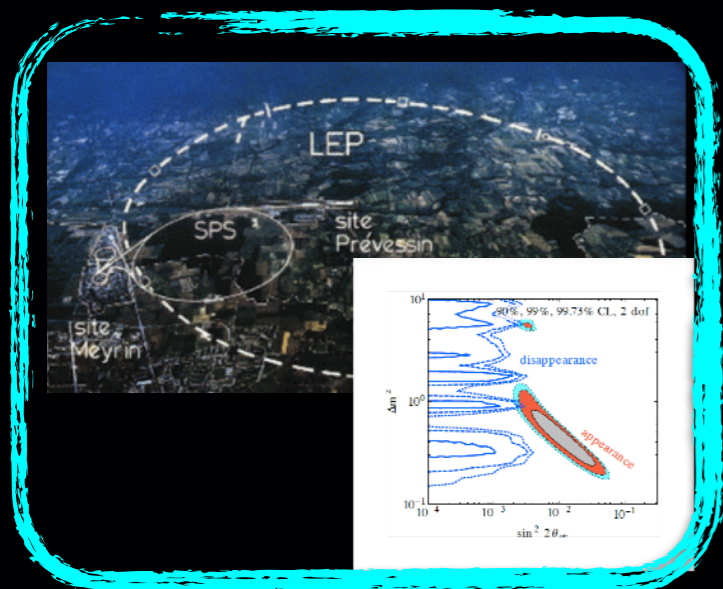 LEP
SPS
site
Prévessin
site
Meyrin
90%, 99%, 99.73% CL, 2 dof
disappearance
appearance
Δm²
10¹
10⁰
10⁻¹
10⁻⁴
10⁻³
10⁻²
10⁻¹
sin² 2θ